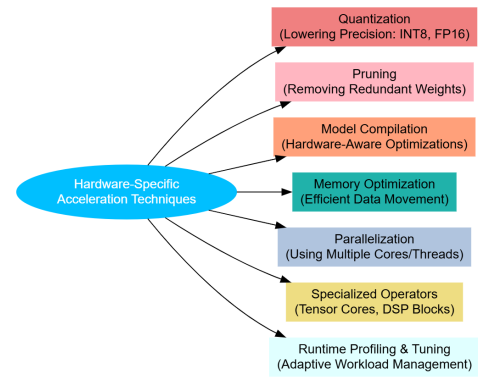 Quantization
(Lowering Precision: INT8, FP16)
Pruning
(Removing Redundant Weights)
Model Compilation
(Hardware-Aware Optimizations)
Hardware-Specific
Acceleration Techniques
Memory Optimization
(Efficient Data Movement)
Parallelization
(Using Multiple Cores/Threads)
Specialized Operators
(Tensor Cores, DSP Blocks)
Runtime Profiling & Tuning
(Adaptive Workload Management)